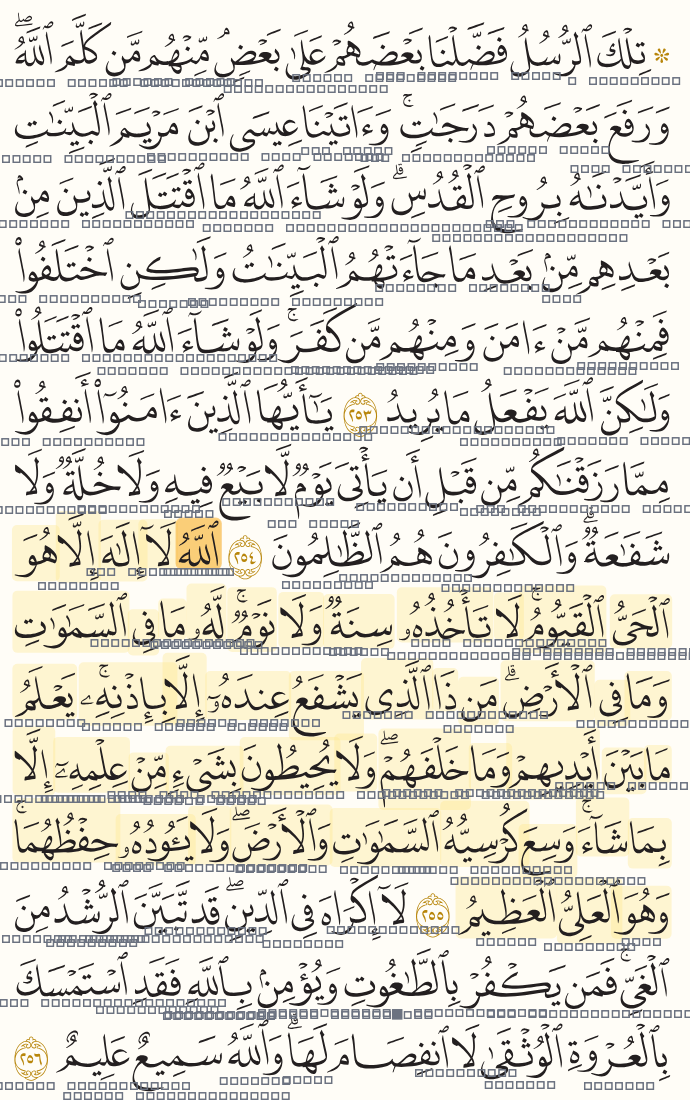 ۞ تِلْكَ ٱلرُّسُلُ فَضَّلْنَا بَعْضَهُمْ عَلَىٰ بَعْضٍ ۘ مِّنْهُم مَّن كَلَّمَ ٱللَّهُ ۖ
وَرَفَعَ بَعْضَهُمْ دَرَجَـٰتٍ ۚ وَءَاتَيْنَا عِيسَى ٱبْنَ مَرْيَمَ ٱلْبَيِّنَـٰتِ
وَأَيَّدْنَـٰهُ بِرُوحِ ٱلْقُدُسِ ۗ وَلَوْ شَآءَ ٱللَّهُ مَا ٱقْتَتَلَ ٱلَّذِينَ مِنۢ
بَعْدِهِم مِّنۢ بَعْدِ مَا جَآءَتْهُمُ ٱلْبَيِّنَـٰتُ وَلَـٰكِنِ ٱخْتَلَفُوا۟
فَمِنْهُم مَّنْ ءَامَنَ وَمِنْهُم مَّن كَفَرَ ۚ وَلَوْ شَآءَ ٱللَّهُ مَا ٱقْتَتَلُوا۟
وَلَـٰكِنَّ ٱللَّهَ يَفْعَلُ مَا يُرِيدُ ٢٥٣ يَـٰٓأَيُّهَا ٱلَّذِينَ ءَامَنُوٓا۟ أَنفِقُوا۟
مِمَّا رَزَقْنَـٰكُم مِّن قَبْلِ أَن يَأْتِىَ يَوْمٌ لَّا بَيْعٌ فِيهِ وَلَا خُلَّةٌ وَلَا
شَفَـٰعَةٌ ۗ وَٱلْكَـٰفِرُونَ هُمُ ٱلظَّـٰلِمُونَ ٢٥٤ ٱللَّهُ لَآ إِلَـٰهَ إِلَّا هُوَ
ٱلْحَىُّ ٱلْقَيُّومُ ۚ لَا تَأْخُذُهُۥ سِنَةٌ وَلَا نَوْمٌ ۚ لَّهُۥ مَا فِى ٱلسَّمَـٰوَٰتِ
وَمَا فِى ٱلْأَرْضِ ۗ مَن ذَا ٱلَّذِى يَشْفَعُ عِندَهُۥٓ إِلَّا بِإِذْنِهِۦ ۚ يَعْلَمُ
مَا بَيْنَ أَيْدِيهِمْ وَمَا خَلْفَهُمْ ۖ وَلَا يُحِيطُونَ بِشَىْءٍ مِّنْ عِلْمِهِۦٓ إِلَّا
بِمَا شَآءَ ۚ وَسِعَ كُرْسِيُّهُ ٱلسَّمَـٰوَٰتِ وَٱلْأَرْضَ ۖ وَلَا يَـُٔودُهُۥ حِفْظُهُمَا ۚ
وَهُوَ ٱلْعَلِىُّ ٱلْعَظِيمُ ٢٥٥ لَآ إِكْرَاهَ فِى ٱلدِّينِ ۖ قَد تَّبَيَّنَ ٱلرُّشْدُ مِنَ
ٱلْغَىِّ ۚ فَمَن يَكْفُرْ بِٱلطَّـٰغُوتِ وَيُؤْمِنۢ بِٱللَّهِ فَقَدِ ٱسْتَمْسَكَ
بِٱلْعُرْوَةِ ٱلْوُثْقَىٰ لَا ٱنفِصَامَ لَهَا ۗ وَٱللَّهُ سَمِيعٌ عَلِيمٌ ٢٥٦